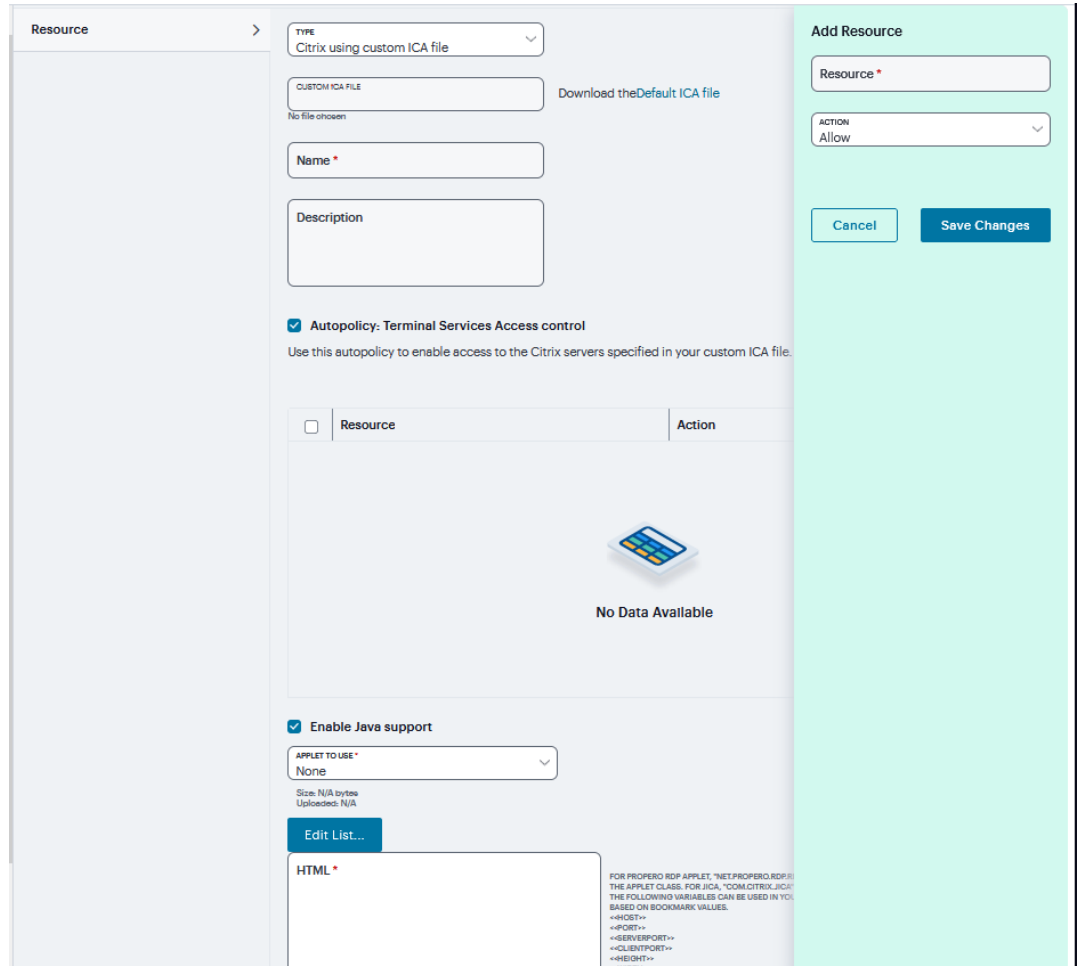 Resource
TYPE
Citrix using custom ICA file
CUSTOM ICA FILE
Download theDefault ICA file
No file chosen
Name *
Description
Autopolicy: Terminal Services Access control
Use this autopolicy to enable access to the Citrix servers specified in your custom ICA file.
Resource
Action
No Data Available
Enable Java support
APPLET TO USE *
None
Size: N/A bytes
Uploaded: N/A
Edit List...
HTML *
FOR PROPERO RDP APPLET, "NET.PROPERO.RDP.
THE APPLET CLASS. FOR JICA, "COM.CITRIX.JICA"
THE FOLLOWING VARIABLES CAN BE USED IN
BASED ON BOOKMARK VALUES.
<<HOST>>
<<PORT>>
<<SERVERPORT>>
<<CLIENTPORT>>
<<HEIGHT>>
Add Resource
Resource *
ACTION
Allow
Cancel
Save Changes